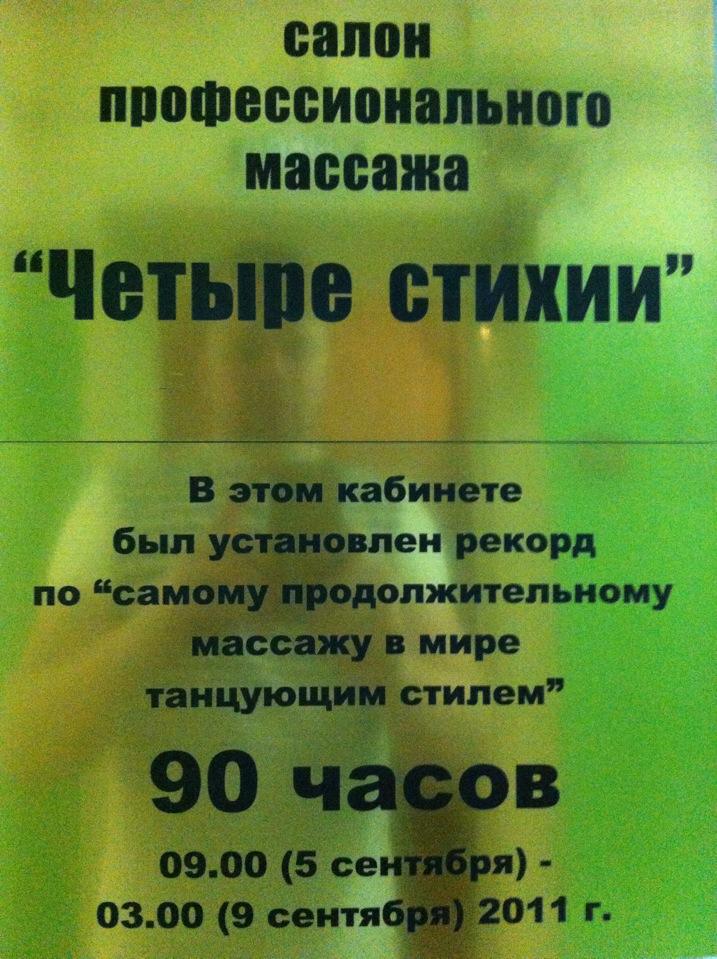 салон
профессионального
массажа
“Четыре стихии”
В этом кабинете
был установлен рекорд
по “самому продолжительному
массажу в мире
танцующим стилем”
90 часов
09.00 (5 сентября) -
03.00 (9 сентября) 2011 г.